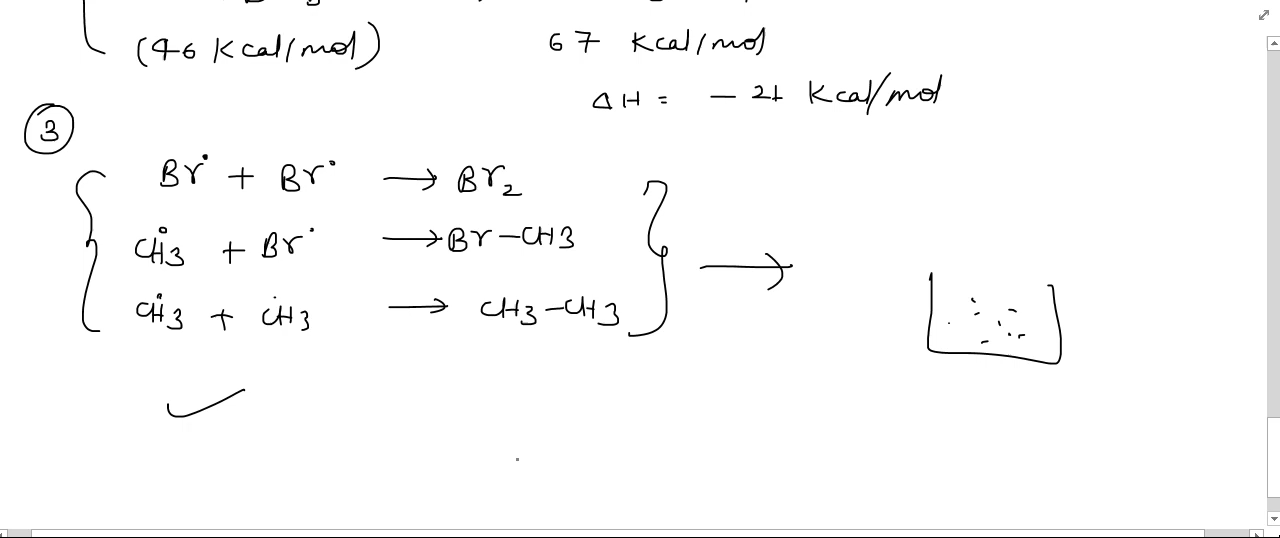 (46 Kcal/mol) 67 Kcal/mol
ΔH = - 21 Kcal/mol
3
Br• + Br• → Br₂
CH3• + Br• → Br-CH3
CH3• + CH3• → CH3-CH3